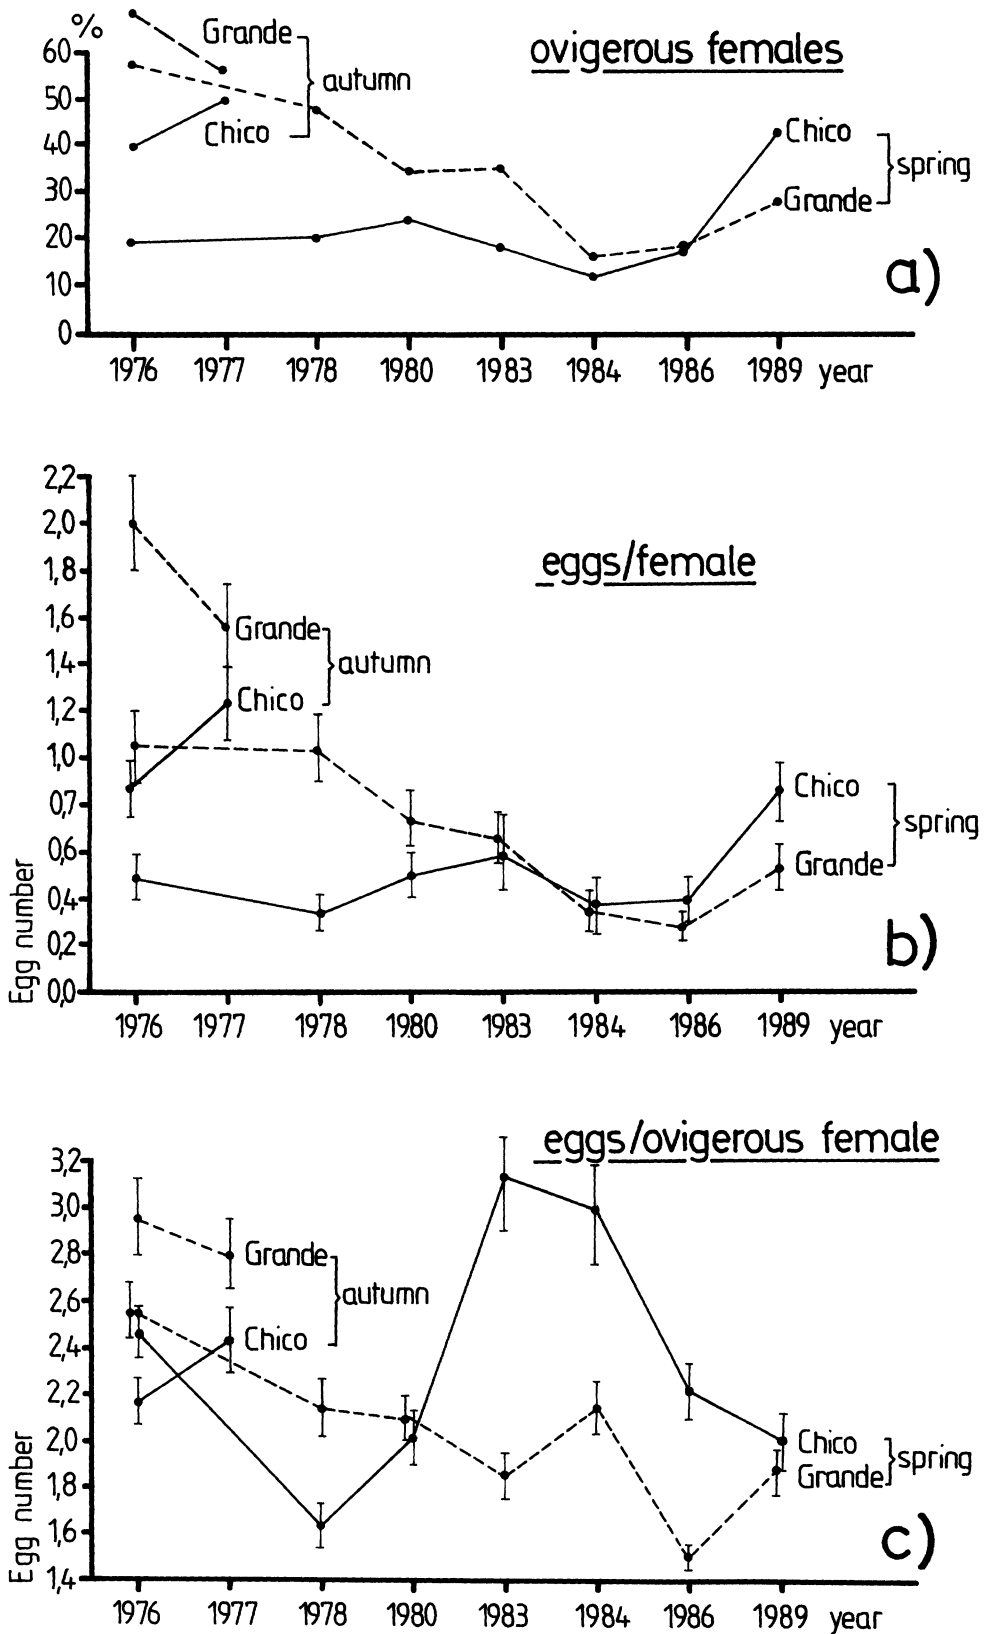 %
ovigerous females
60
50
40
30
20
10
0
Grande
autumn
Chico
Chico
spring
Grande
a)
1976 1977 1978 1980 1983 1984 1986 1989 year
eggs/female
2,2
2,0
1,8
1,6
1,4
1,2
1,0
0,7
0,6
0,4
0,2
0,0
Egg number
Grande
autumn
Chico
Chico
spring
Grande
b)
1976 1977 1978 1980 1983 1984 1986 1989 year
eggs/ovigerous female
3,2
3,0
2,8
2,6
2,4
2,2
2,0
1,8
1,6
1,4
Egg number
Grande
autumn
Chico
Chico
Grande
spring
c)
1976 1977 1978 1980 1983 1984 1986 1989 year